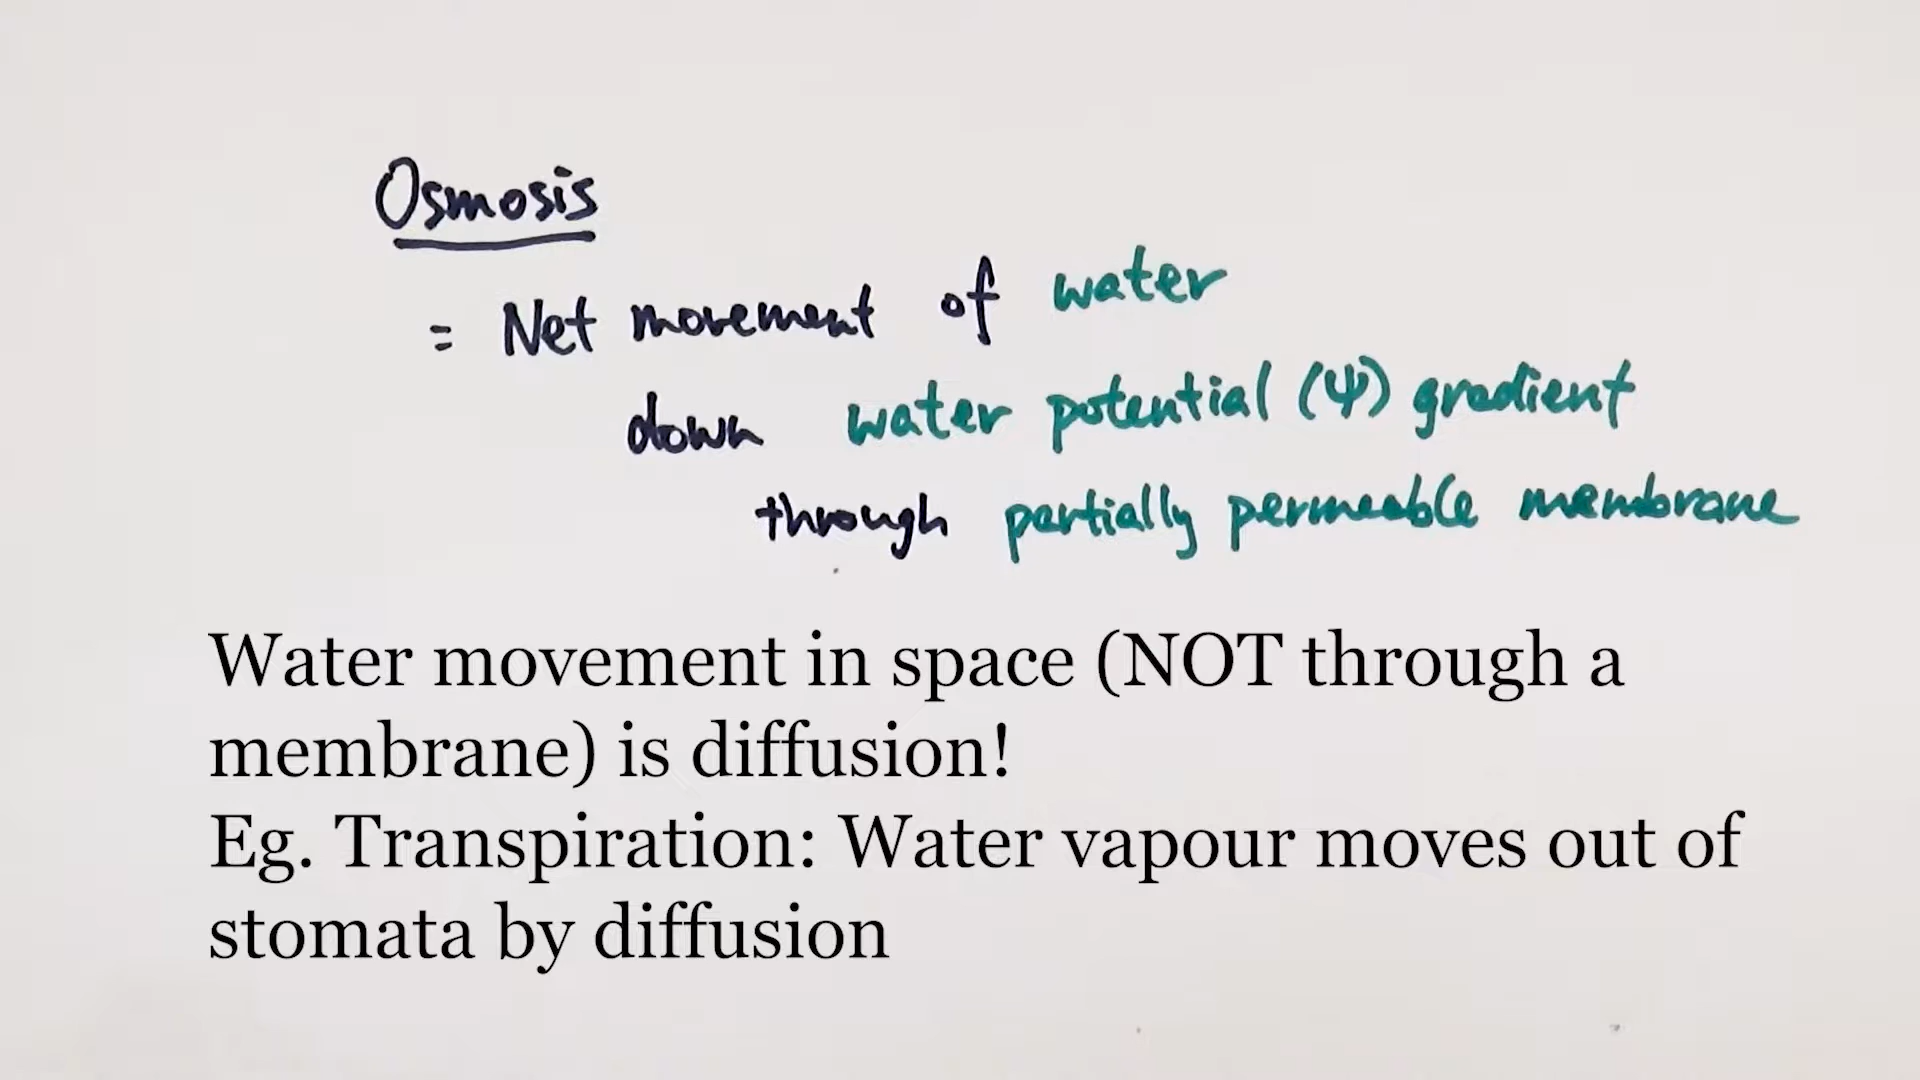 Osmosis
= Net movement of water
down water potential (Ψ) gradient
through partially permeable membrane
Water movement in space (NOT through a
membrane) is diffusion!
Eg. Transpiration: Water vapour moves out of
stomata by diffusion